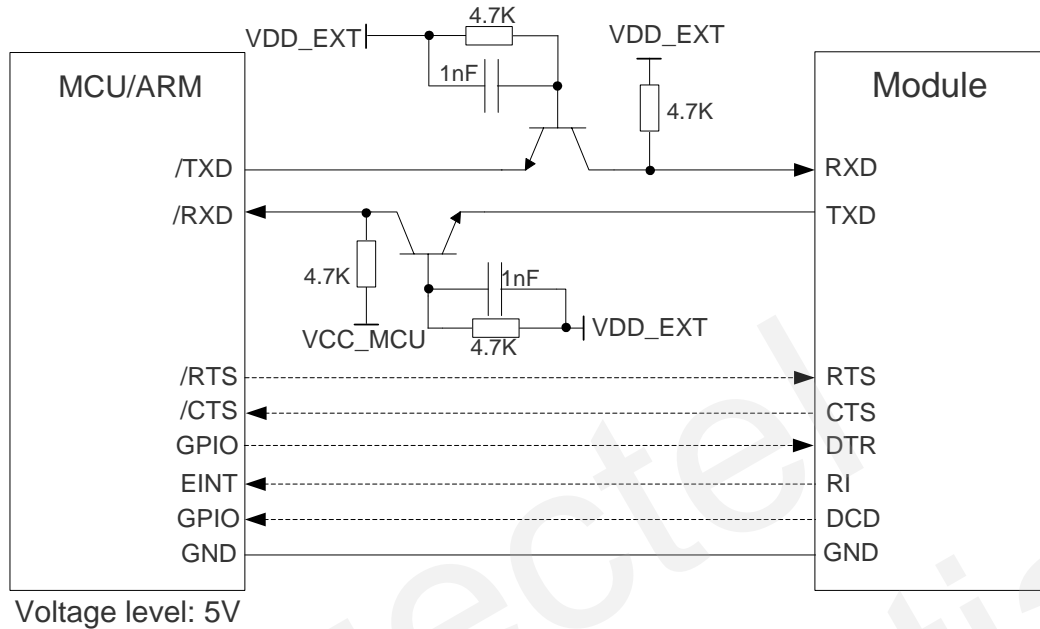 4.7K
VDD_EXT
VDD_EXT
1nF
MCU/ARM
Module
4.7K
/TXD
RXD
/RXD
TXD
4.7K
1nF
VCC_MCU
4.7K
VDD_EXT
/RTS
RTS
/CTS
CTS
GPIO
DTR
EINT
RI
GPIO
DCD
GND
GND
Voltage level: 5V